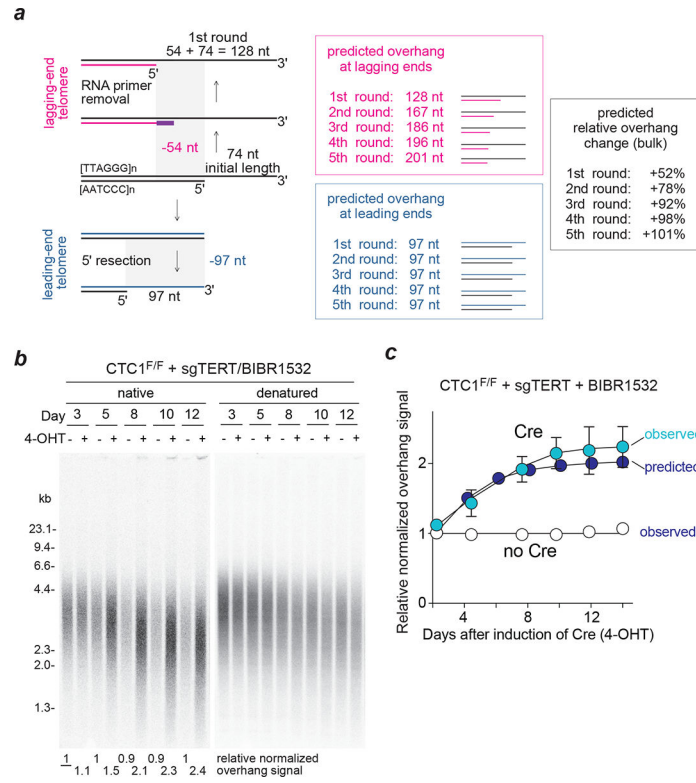 a
1st round
54 + 74 = 128 nt
3'
5'
RNA primer
removal
lagging-end
telomere
3'
-54 nt
74 nt
initial length
[TTAGGG]n
[AATCCC]n
5'
3'
leading-end
telomere
5' resection
-97 nt
5'
97 nt
3'
predicted overhang
at lagging ends
1st round: 128 nt
2nd round: 167 nt
3rd round: 186 nt
4th round: 196 nt
5th round: 201 nt
predicted overhang
at leading ends
1st round: 97 nt
2nd round: 97 nt
3rd round: 97 nt
4th round: 97 nt
5th round: 97 nt
predicted
relative overhang
change (bulk)
1st round: +52%
2nd round: +78%
3rd round: +92%
4th round: +98%
5th round: +101%
b
CTC1F/F + sgTERT/BIBR1532
native denatured
Day 3 5 8 10 12 3 5 8 10 12
4-OHT - + - + - + - + - + - + - + - + - + - +
kb
23.1-
9.4-
6.6-
4.4-
2.3-
2.0-
1.3-
1 1 0.9 0.9 1 relative normalized
1.1 1.5 2.1 2.3 2.4 overhang signal
c
CTC1F/F + sgTERT + BIBR1532
Relative normalized overhang signal
2
1
0
Cre
observed
predicted
observed
no Cre
4 8 12
Days after induction of Cre (4-OHT)